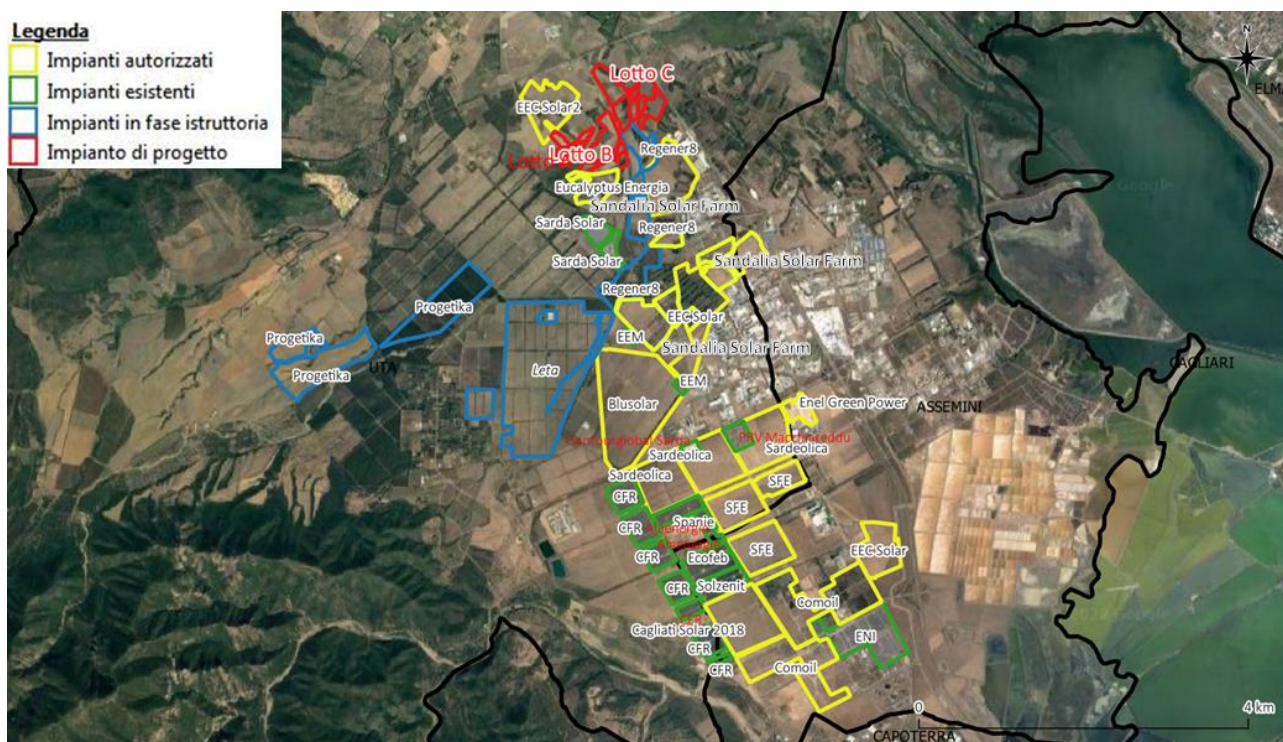 Legenda
Impianti autorizzati
Impianti esistenti
Impianti in fase istruttoria
Impianto di progetto
N
ELMA
Lotto C
EEC Solar2
Lotto B
Regener8
Eucalyptus Energia
Sandalia Solar Farm
Sarda Solar
Regener8
Sarda Solar
Sandalia Solar Farm
Regener8
Progetika
EEC Solar
EEM
Sandalia Solar Farm
Progetika
UTA
Leta
Progetika
EEM
CAGLIARI
Blusolar
Enel Green Power
ASSEMINI
Sardeolica
Sardeolica
Sardeolica
SFE
CFR
SFE
Spanie
CFR
SFE
EEC Solar
CFR
Ecofeb
CFR
Solzenit
Comoil
Cagliati Solar 2018
ENI
CFR
CFR
Comoil
0
4 km
CAPOTERRA
Google